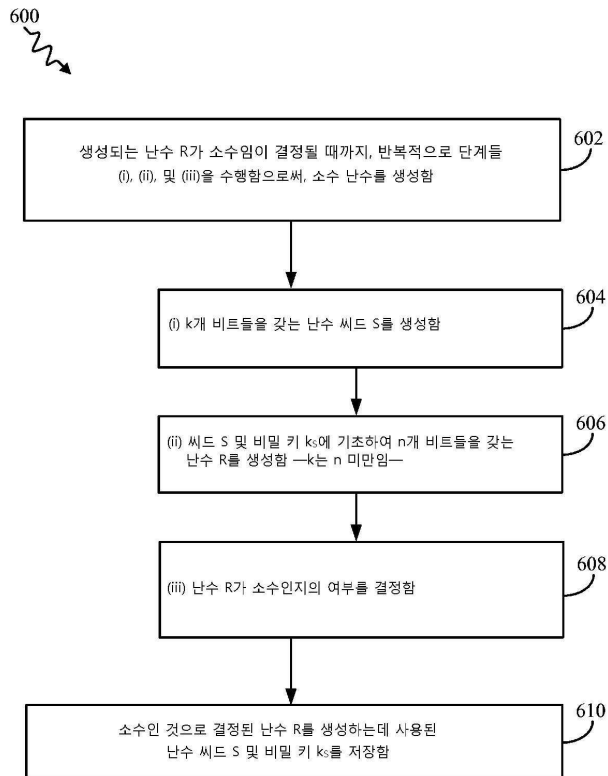 600
생성되는 난수 R가 소수임이 결정될 때까지, 반복적으로 단계들
(i), (ii), 및 (iii)을 수행함으로써, 소수 난수를 생성함
602
(i) k개 비트들을 갖는 난수 씨드 S를 생성함
604
(ii) 씨드 S 및 비밀 키 kS에 기초하여 n개 비트들을 갖는
난수 R를 생성함 —k는 n 미만임—
606
(iii) 난수 R가 소수인지의 여부를 결정함
608
소수인 것으로 결정된 난수 R를 생성하는데 사용된
난수 씨드 S 및 비밀 키 kS를 저장함
610